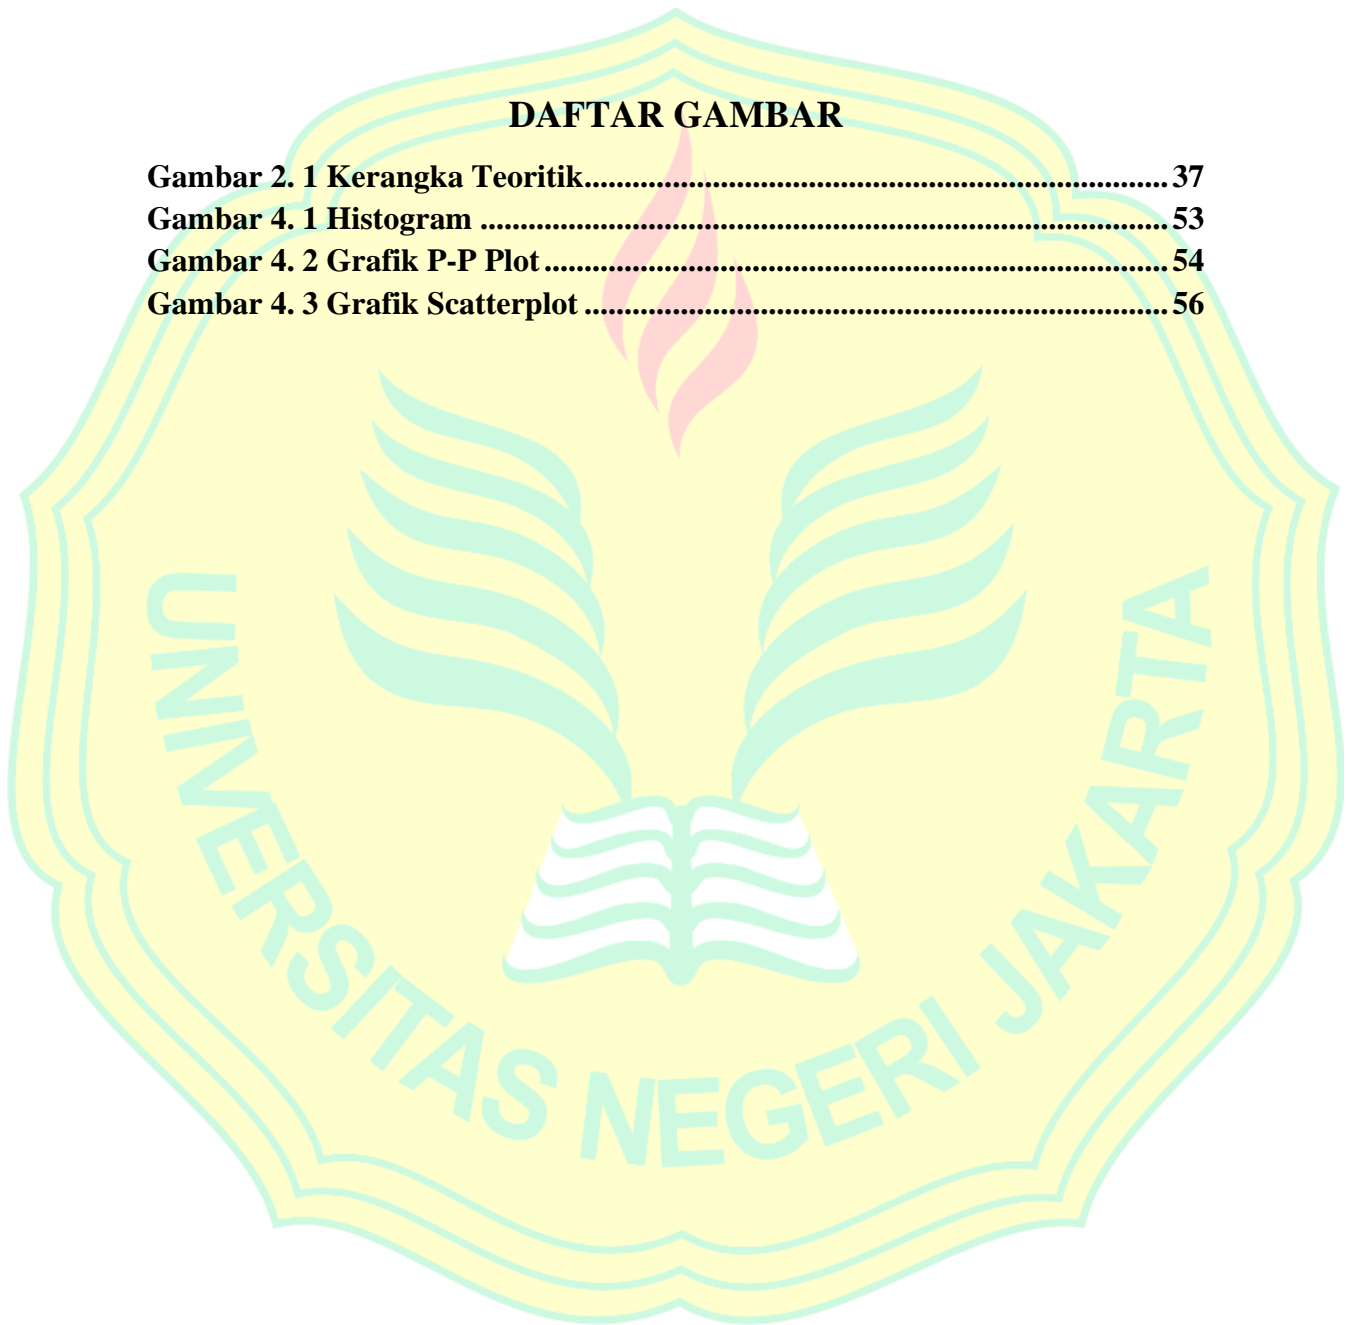 DAFTAR GAMBAR
Gambar 2. 1 Kerangka Teoritik......................................................................... 37
Gambar 4. 1 Histogram ...................................................................................... 53
Gambar 4. 2 Grafik P-P Plot .............................................................................. 54
Gambar 4. 3 Grafik Scatterplot ......................................................................... 56
UNIVERSITAS NEGERI JAKARTA